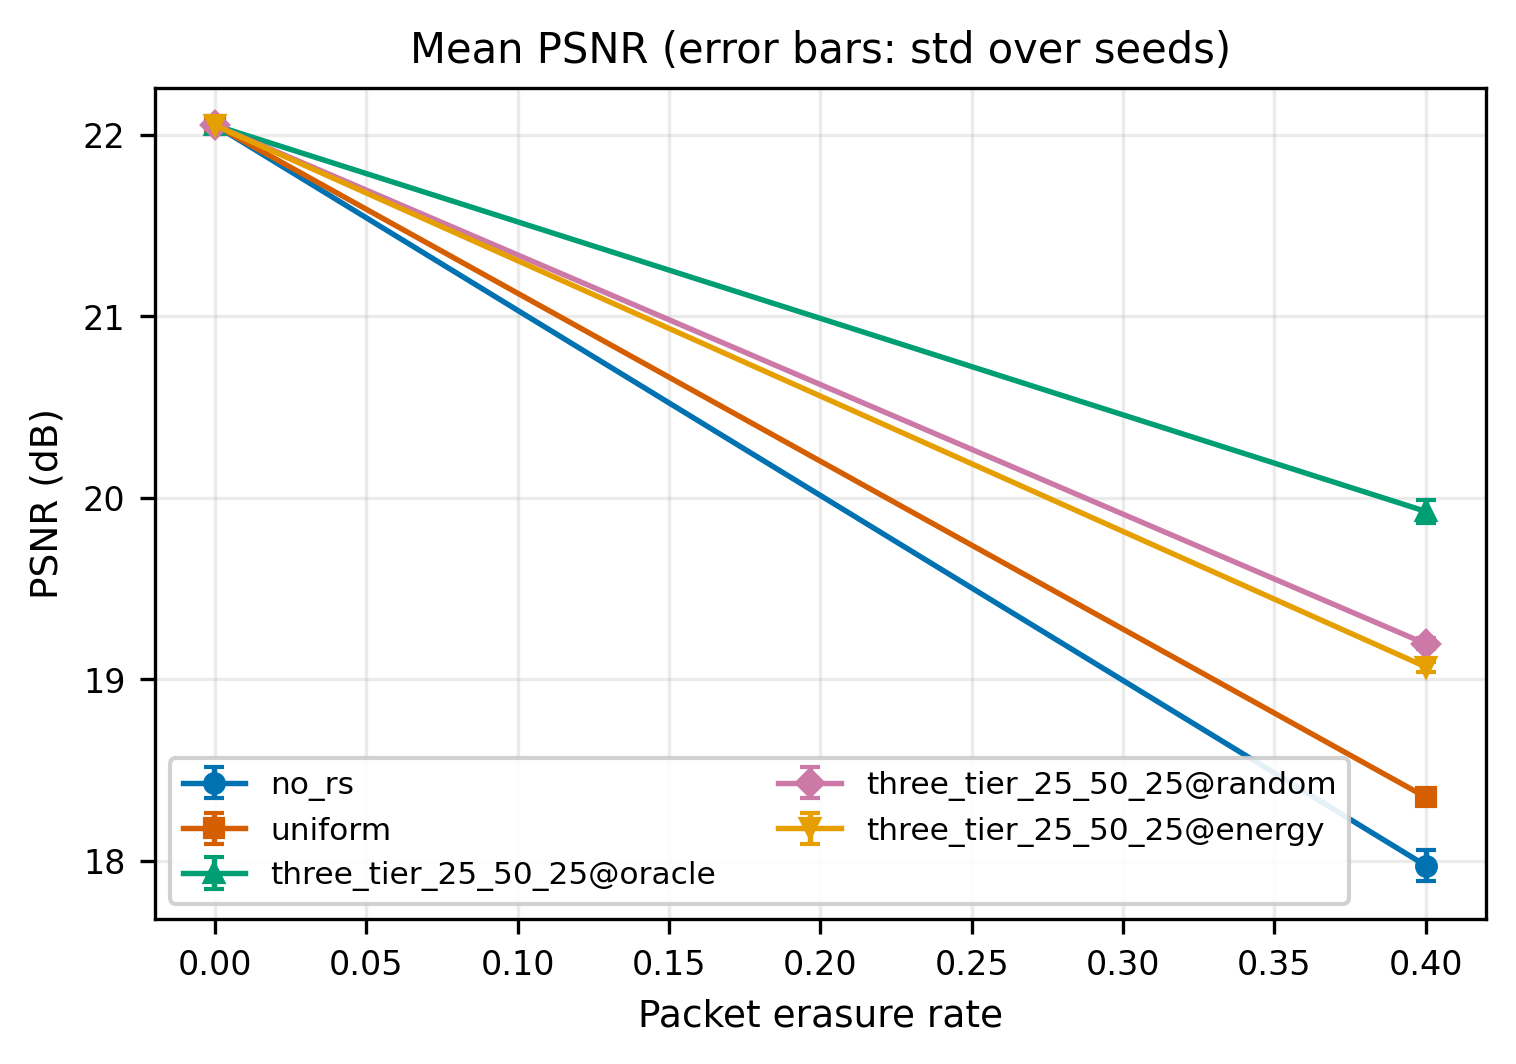 Mean PSNR (error bars: std over seeds)
PSNR (dB)
22
21
20
19
18
no_rs
uniform
three_tier_25_50_25@oracle
three_tier_25_50_25@random
three_tier_25_50_25@energy
0.00 0.05 0.10 0.15 0.20 0.25 0.30 0.35 0.40
Packet erasure rate